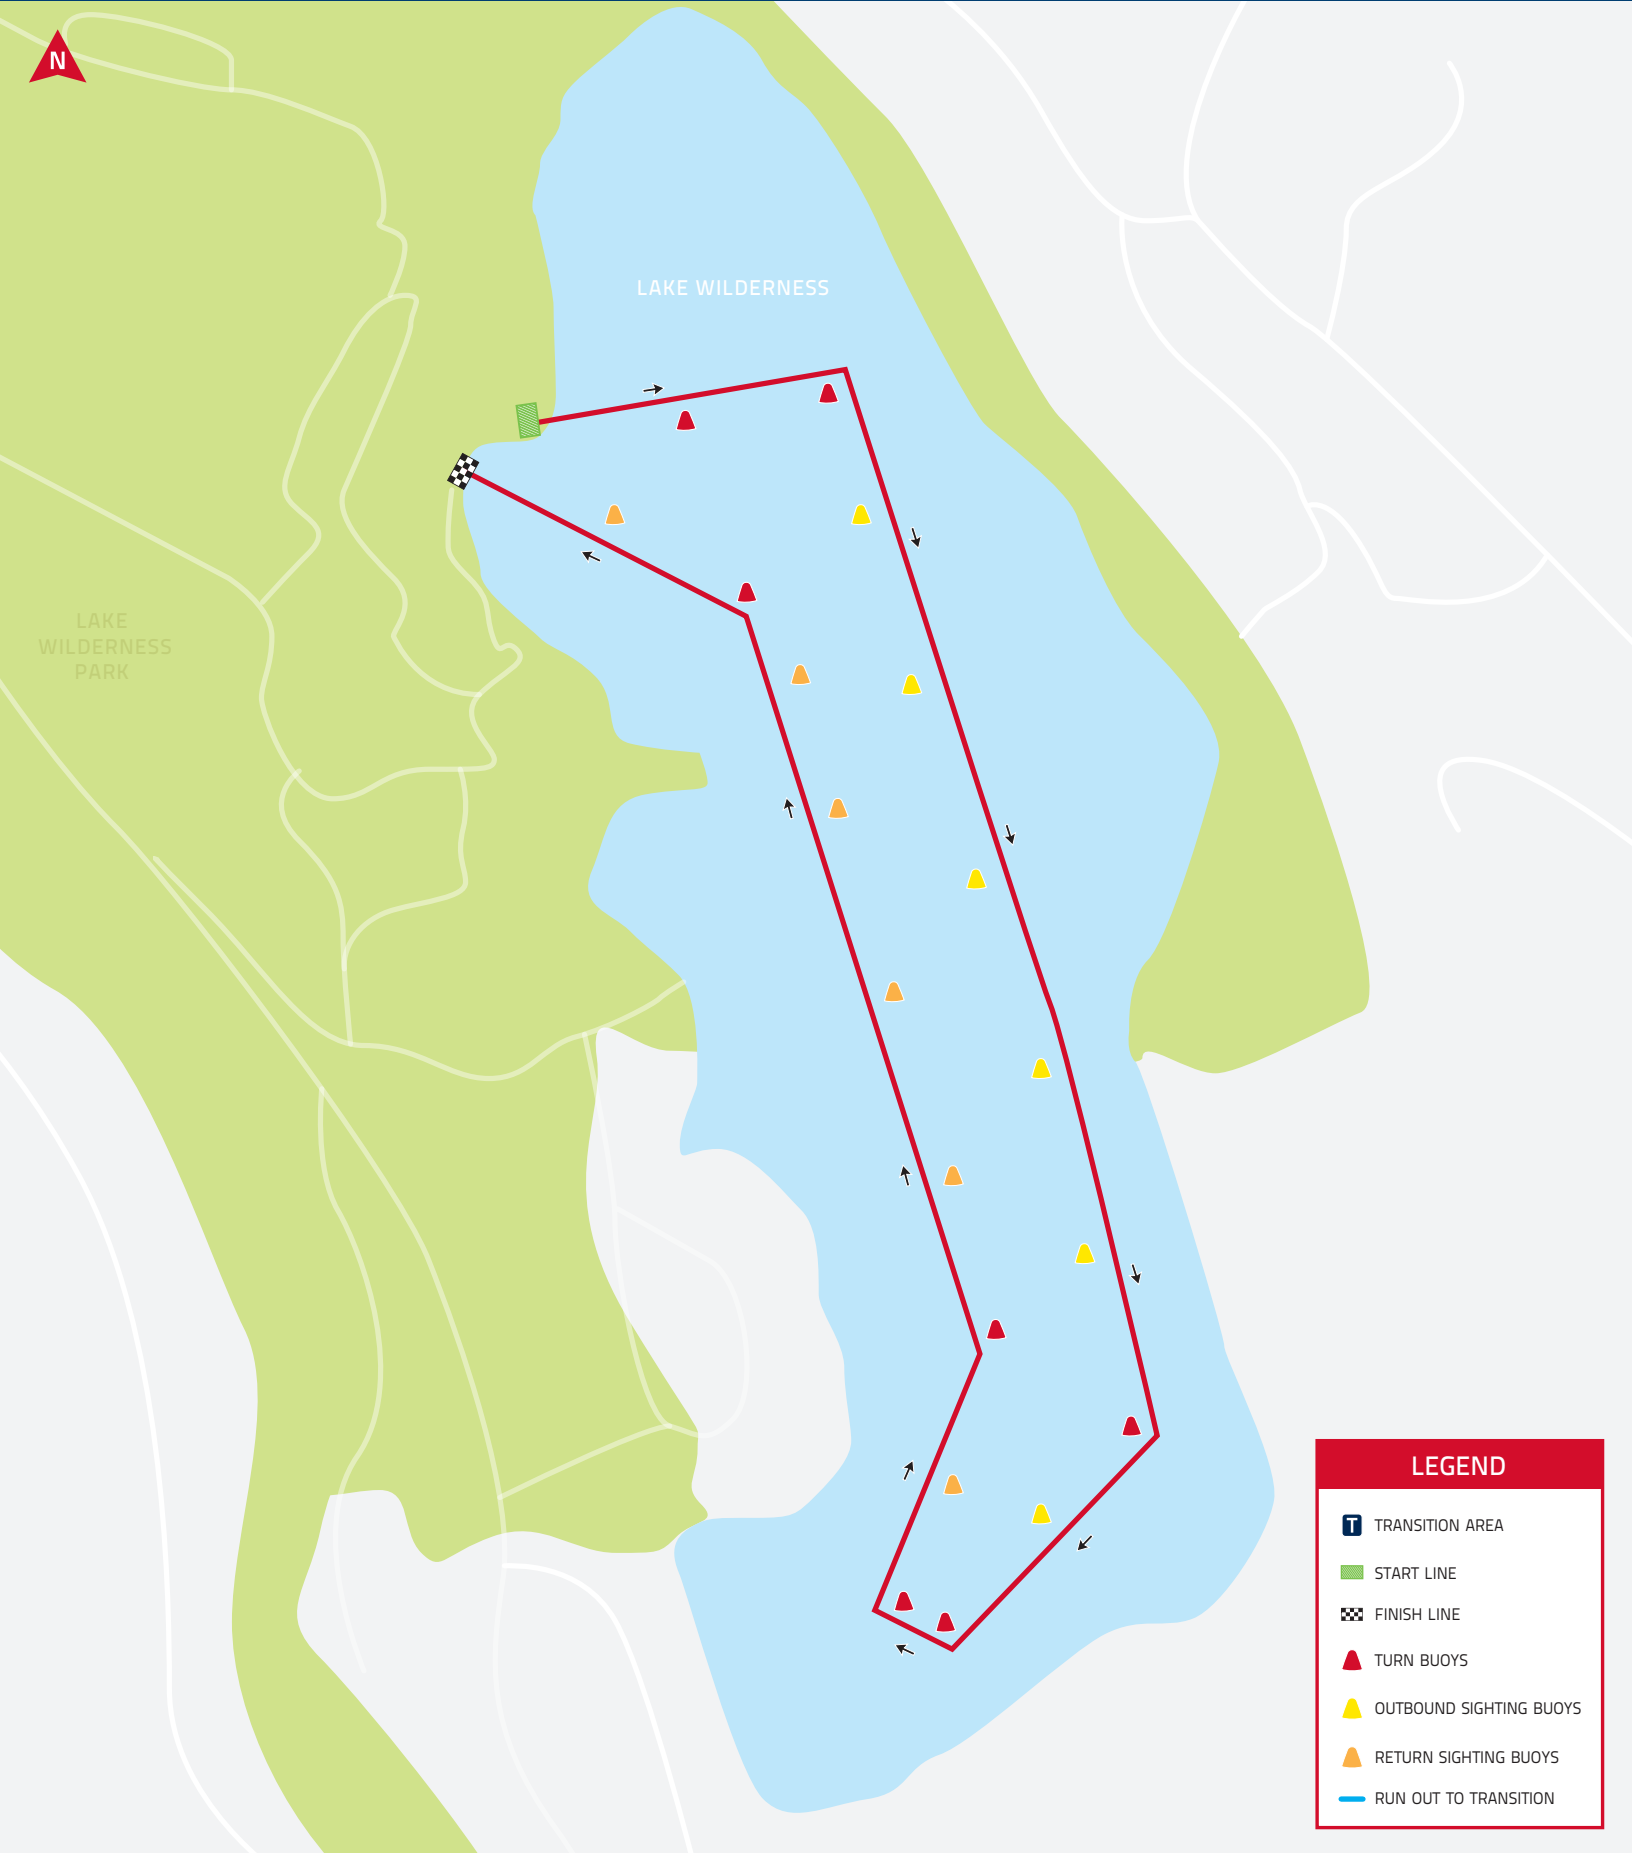 N
LAKE WILDERNESS
LAKE
WILDERNESS
PARK
LEGEND
T TRANSITION AREA
START LINE
FINISH LINE
TURN BUOYS
OUTBOUND SIGHTING BUOYS
RETURN SIGHTING BUOYS
RUN OUT TO TRANSITION